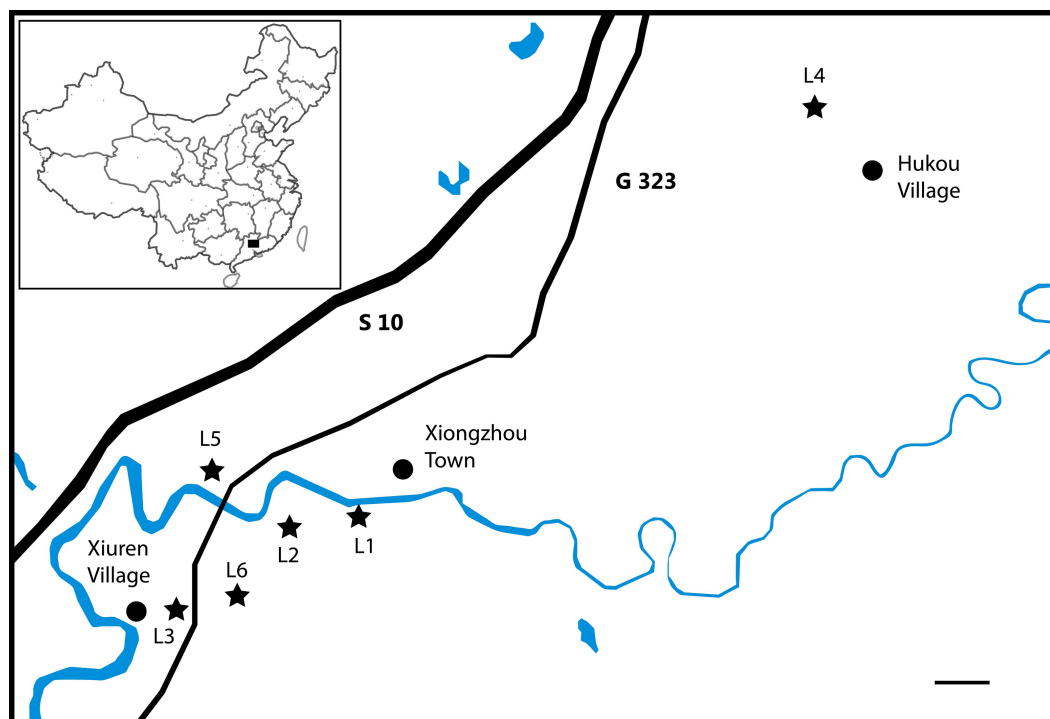 L4
Hukou
Village
G 323
S 10
Xiongzhou
Town
L5
L1
L2
Xiuren
Village
L6
L3